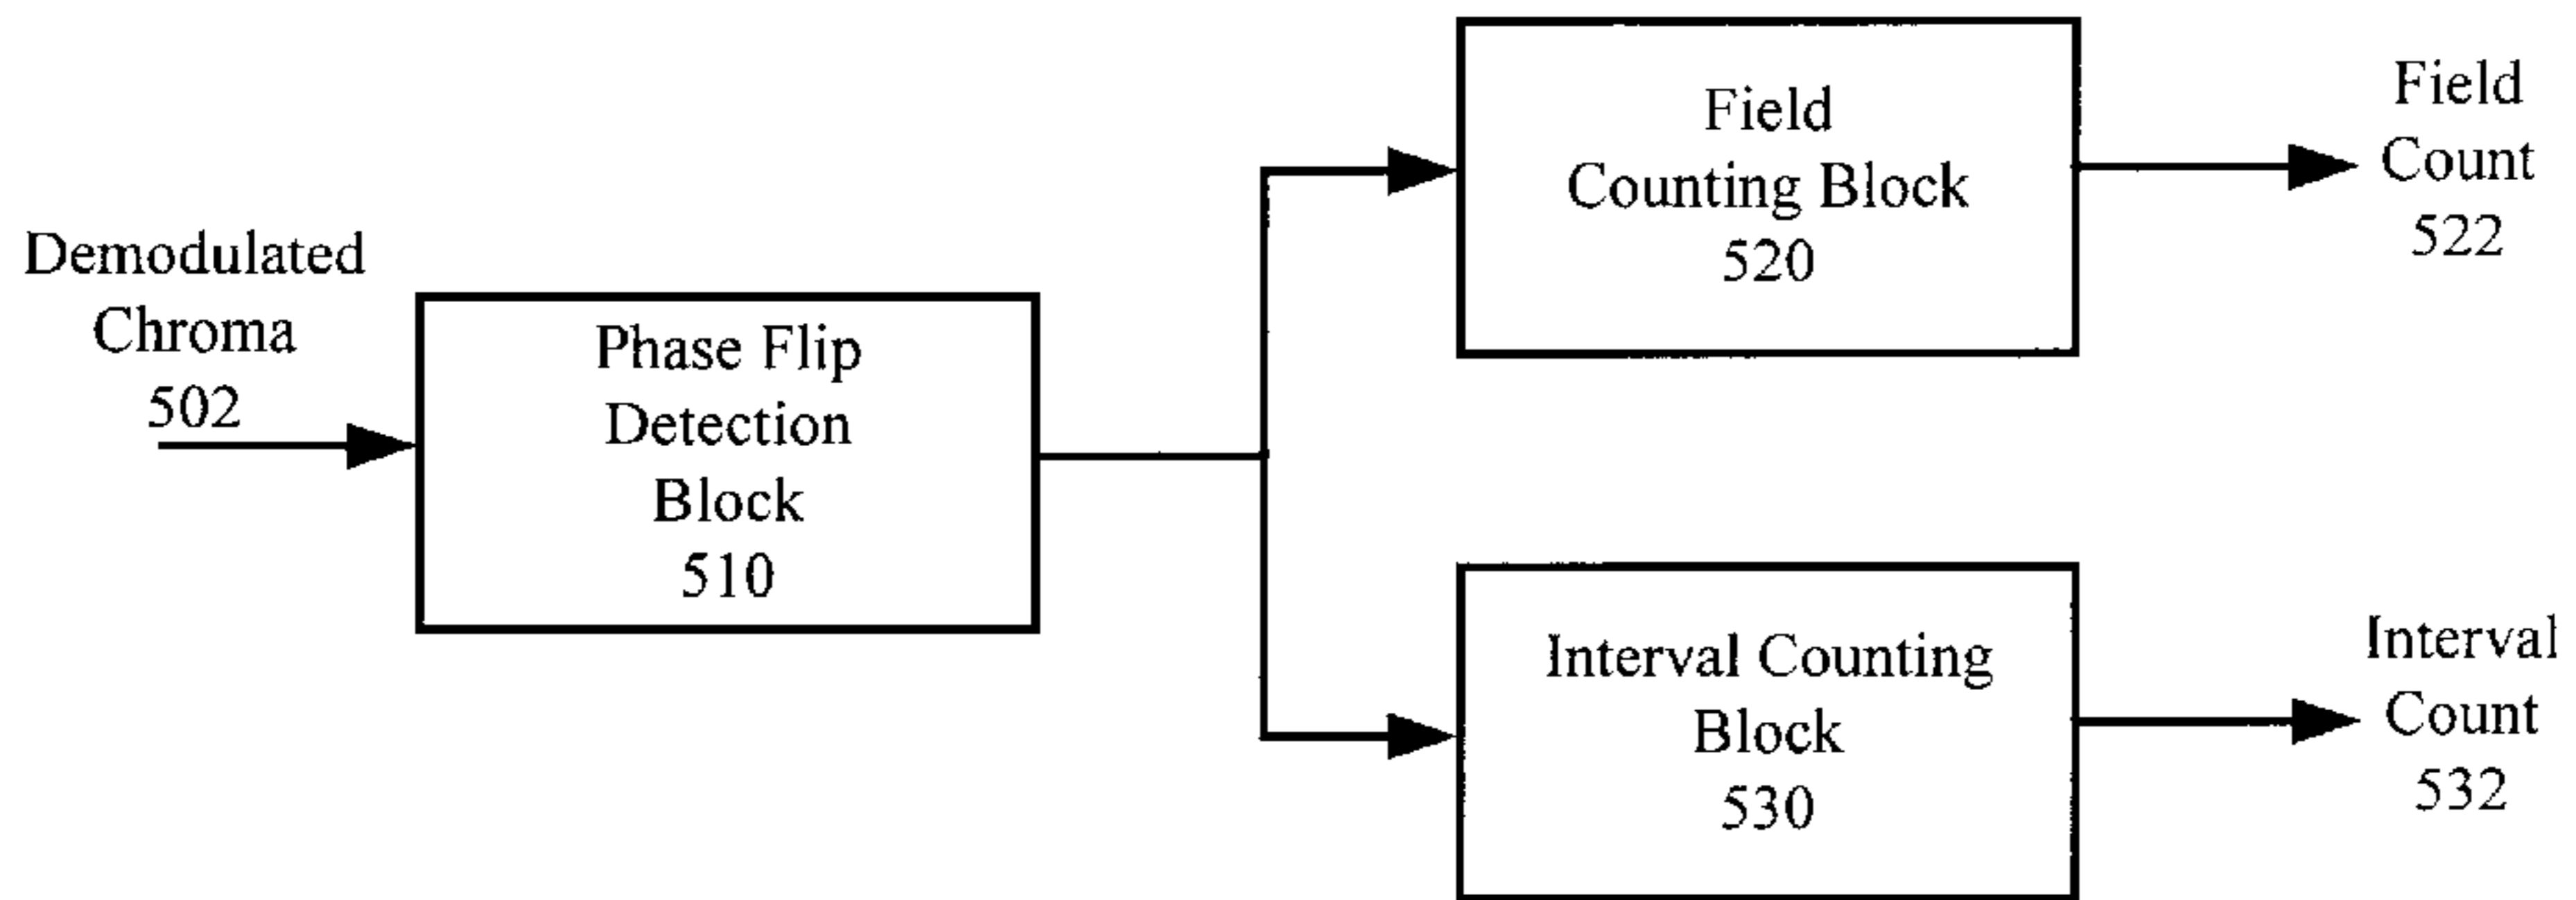 Demodulated
Chroma
502
Phase Flip
Detection
Block
510
Field
Counting Block
520
Field
Count
522
Interval Counting
Block
530
Interval
Count
532